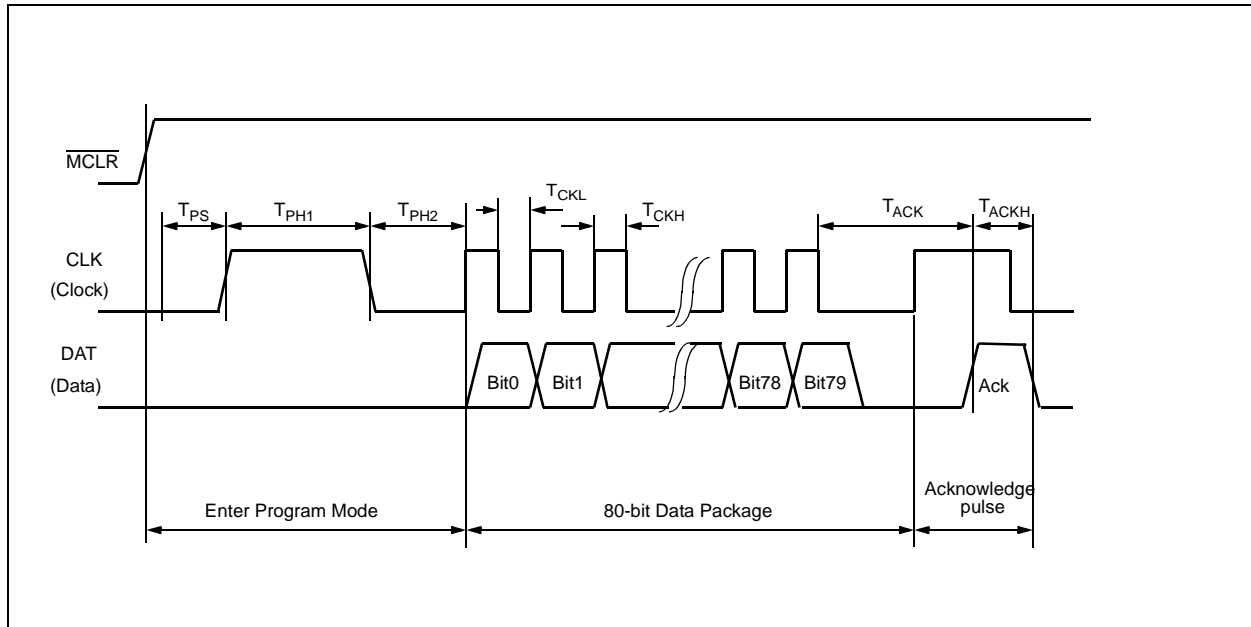 MCLR
TPS
TPH1
TPH2
TCKL
TCKH
TACK
TACKH
CLK
(Clock)
DAT
(Data)
Bit0
Bit1
Bit78
Bit79
Ack
Enter Program Mode
80-bit Data Package
Acknowledge
pulse